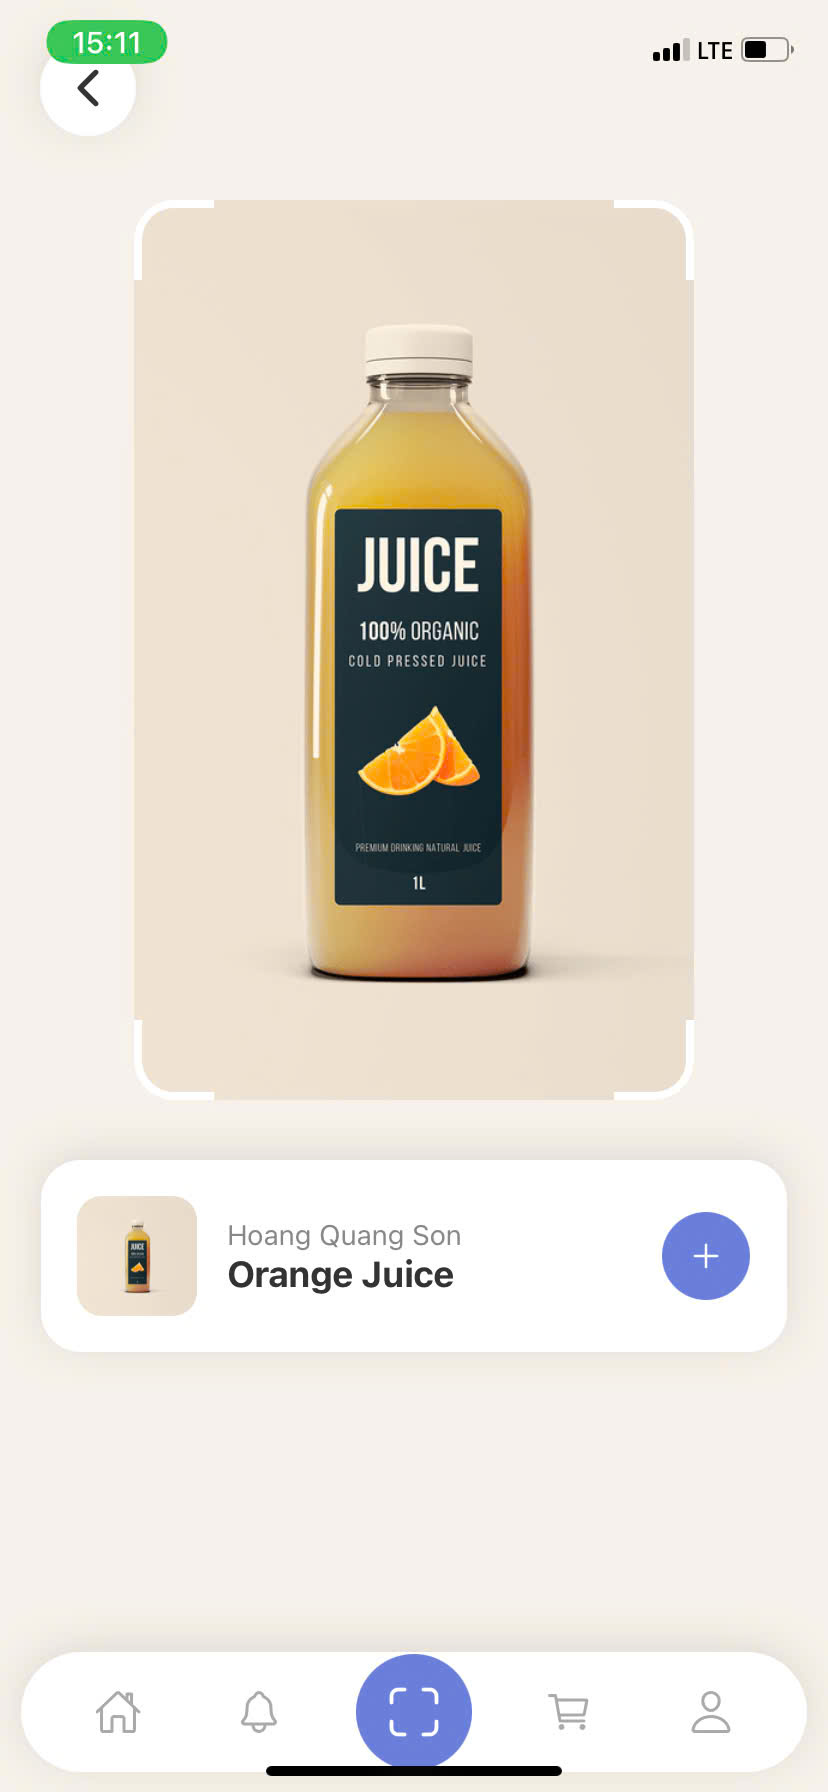 15:11
LTE
JUICE
100% ORGANIC
COLD PRESSED JUICE
PREMIUM DRINKING NATURAL JUICE
1L
Hoang Quang Son
Orange Juice